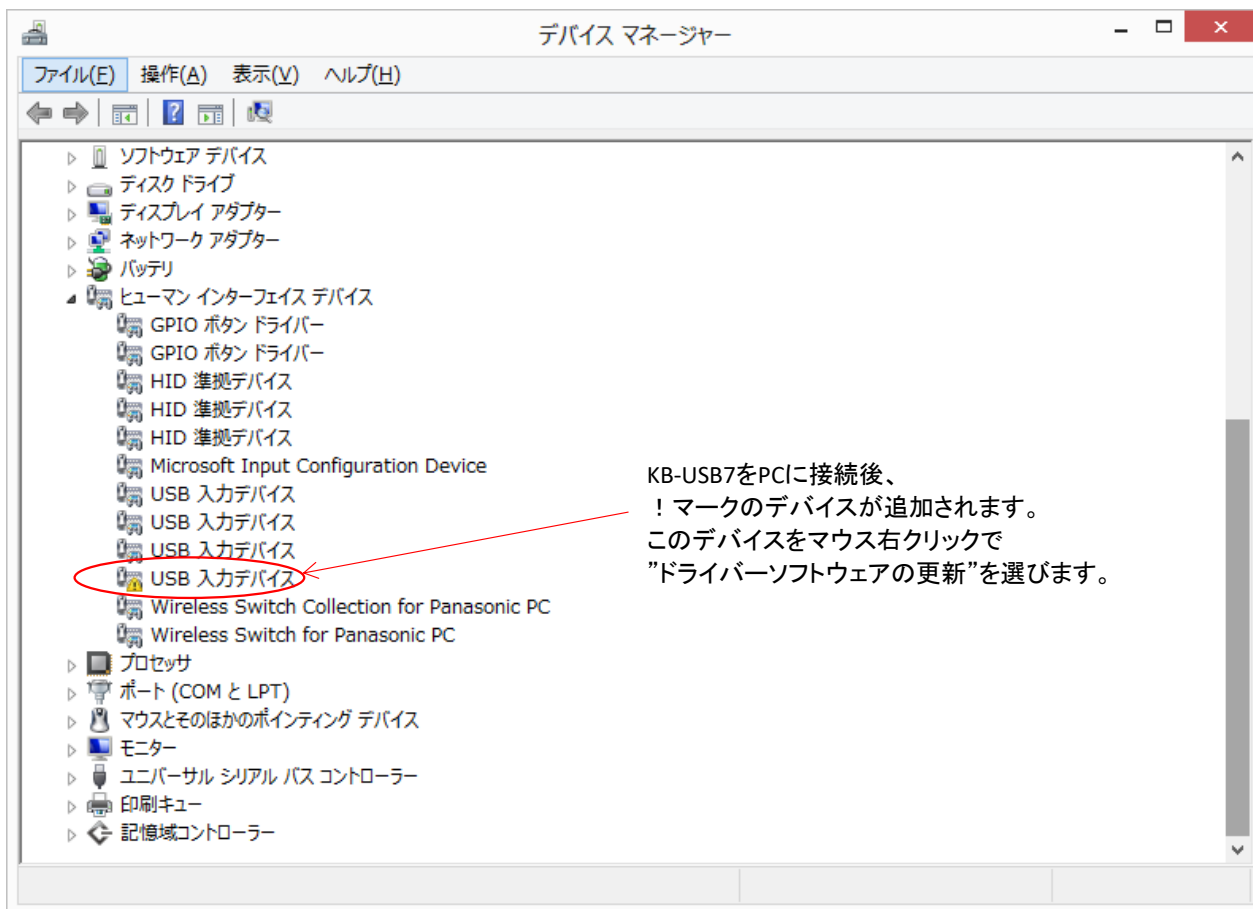 デバイス マネージャー
ファイル(F) 操作(A) 表示(V) ヘルプ(H)
ソフトウェア デバイス
ディスク ドライブ
ディスプレイ アダプター
ネットワーク アダプター
バッテリ
ヒューマン インターフェイス デバイス
GPIO ボタン ドライバー
GPIO ボタン ドライバー
HID 準拠デバイス
HID 準拠デバイス
HID 準拠デバイス
Microsoft Input Configuration Device
USB 入力デバイス
USB 入力デバイス
USB 入力デバイス
USB 入力デバイス
Wireless Switch Collection for Panasonic PC
Wireless Switch for Panasonic PC
プロセッサ
ポート (COM と LPT)
マウスとそのほかのポインティング デバイス
モニター
ユニバーサル シリアル バス コントローラー
印刷キュー
記憶域コントローラー
KB-USB7をPCに接続後、
！マークのデバイスが追加されます。
このデバイスをマウス右クリックで
”ドライバーソフトウェアの更新”を選びます。